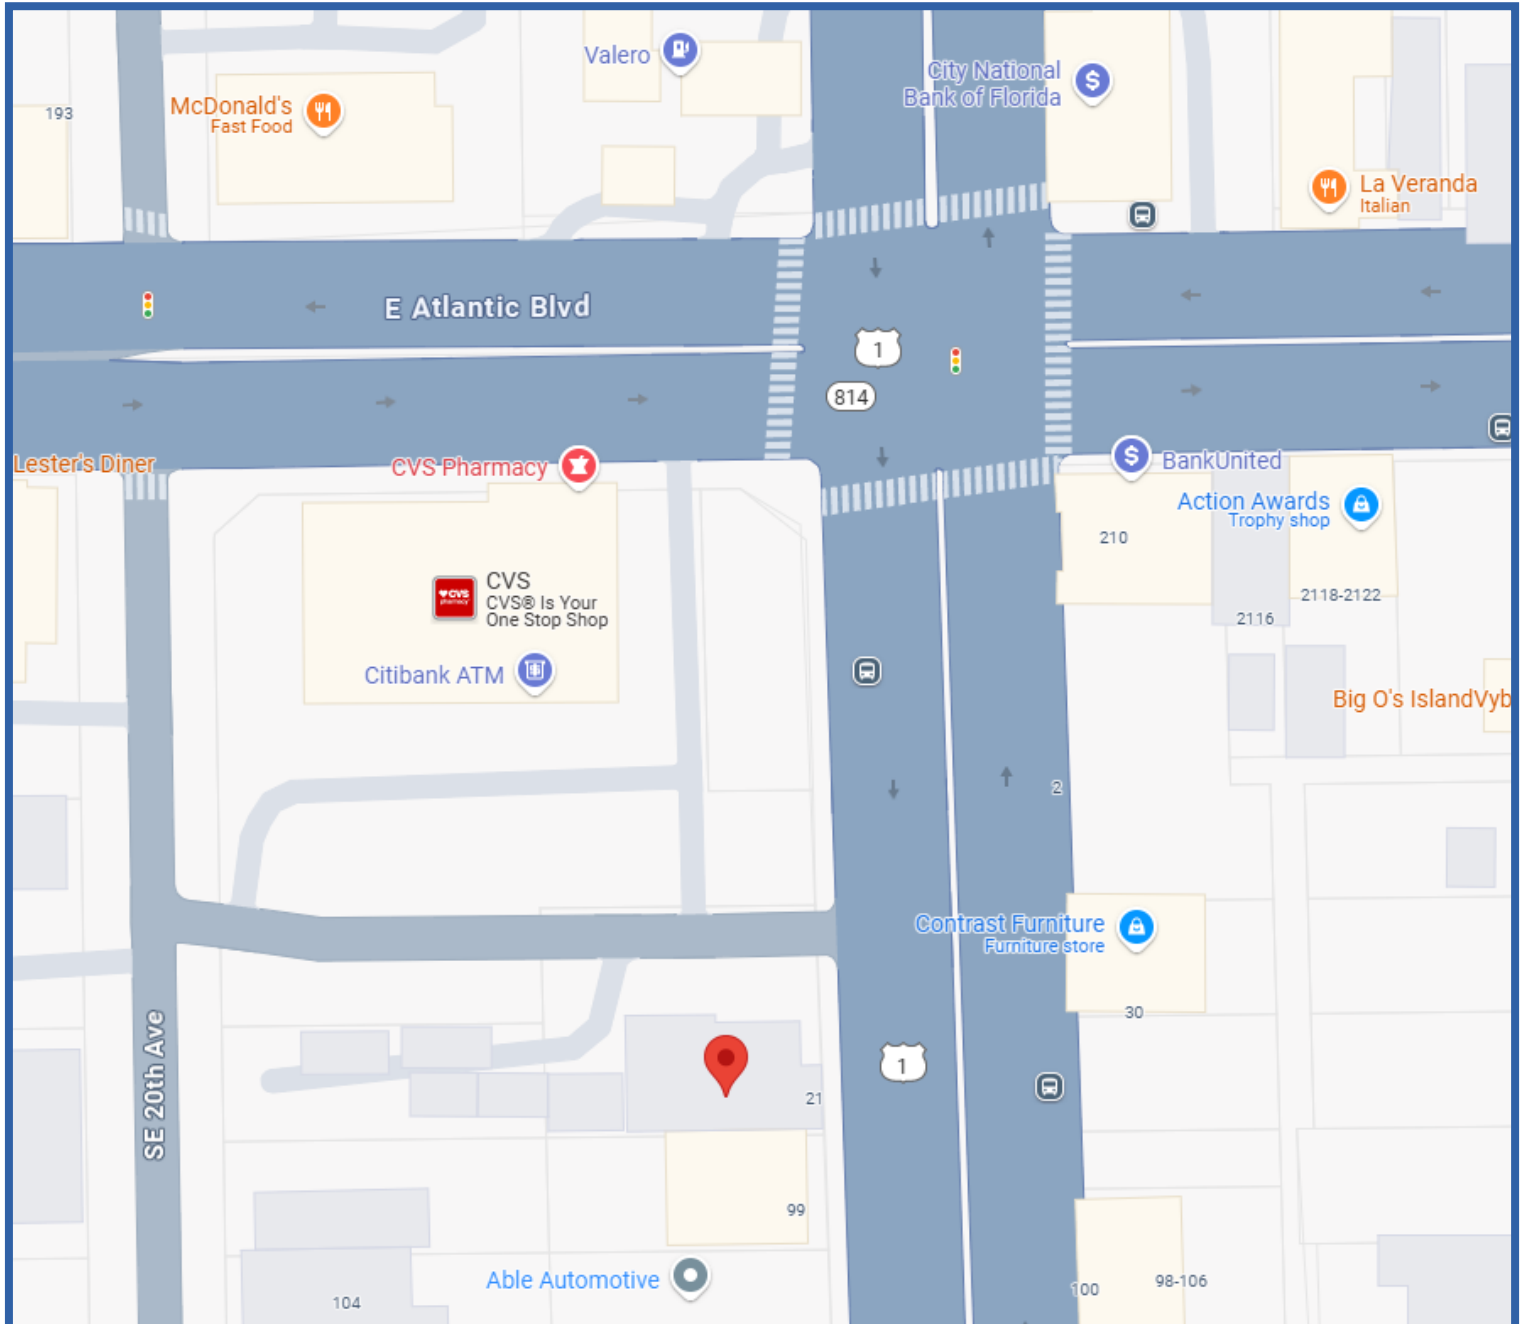 Valero
City National
Bank of Florida
McDonald's
Fast Food
193
La Veranda
Italian
E Atlantic Blvd
1
814
Lester's Diner
CVS Pharmacy
BankUnited
Action Awards
Trophy shop
210
CVS
CVS® Is Your
One Stop Shop
♥CVS
pharmacy
2118-2122
2116
Citibank ATM
Big O's IslandVyb
2
Contrast Furniture
Furniture store
30
SE 20th Ave
1
21
99
Able Automotive
104
100
98-106